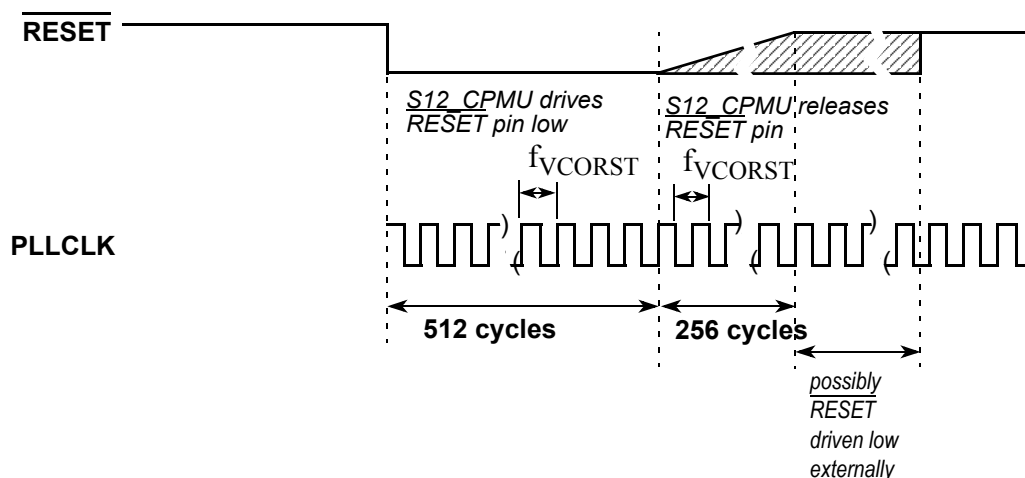 RESET
S12_CPMU drives
RESET pin low
S12_CPMU releases
RESET pin
fVCORST
fVCORST
PLLCLK
512 cycles
256 cycles
possibly
RESET
driven low
externally